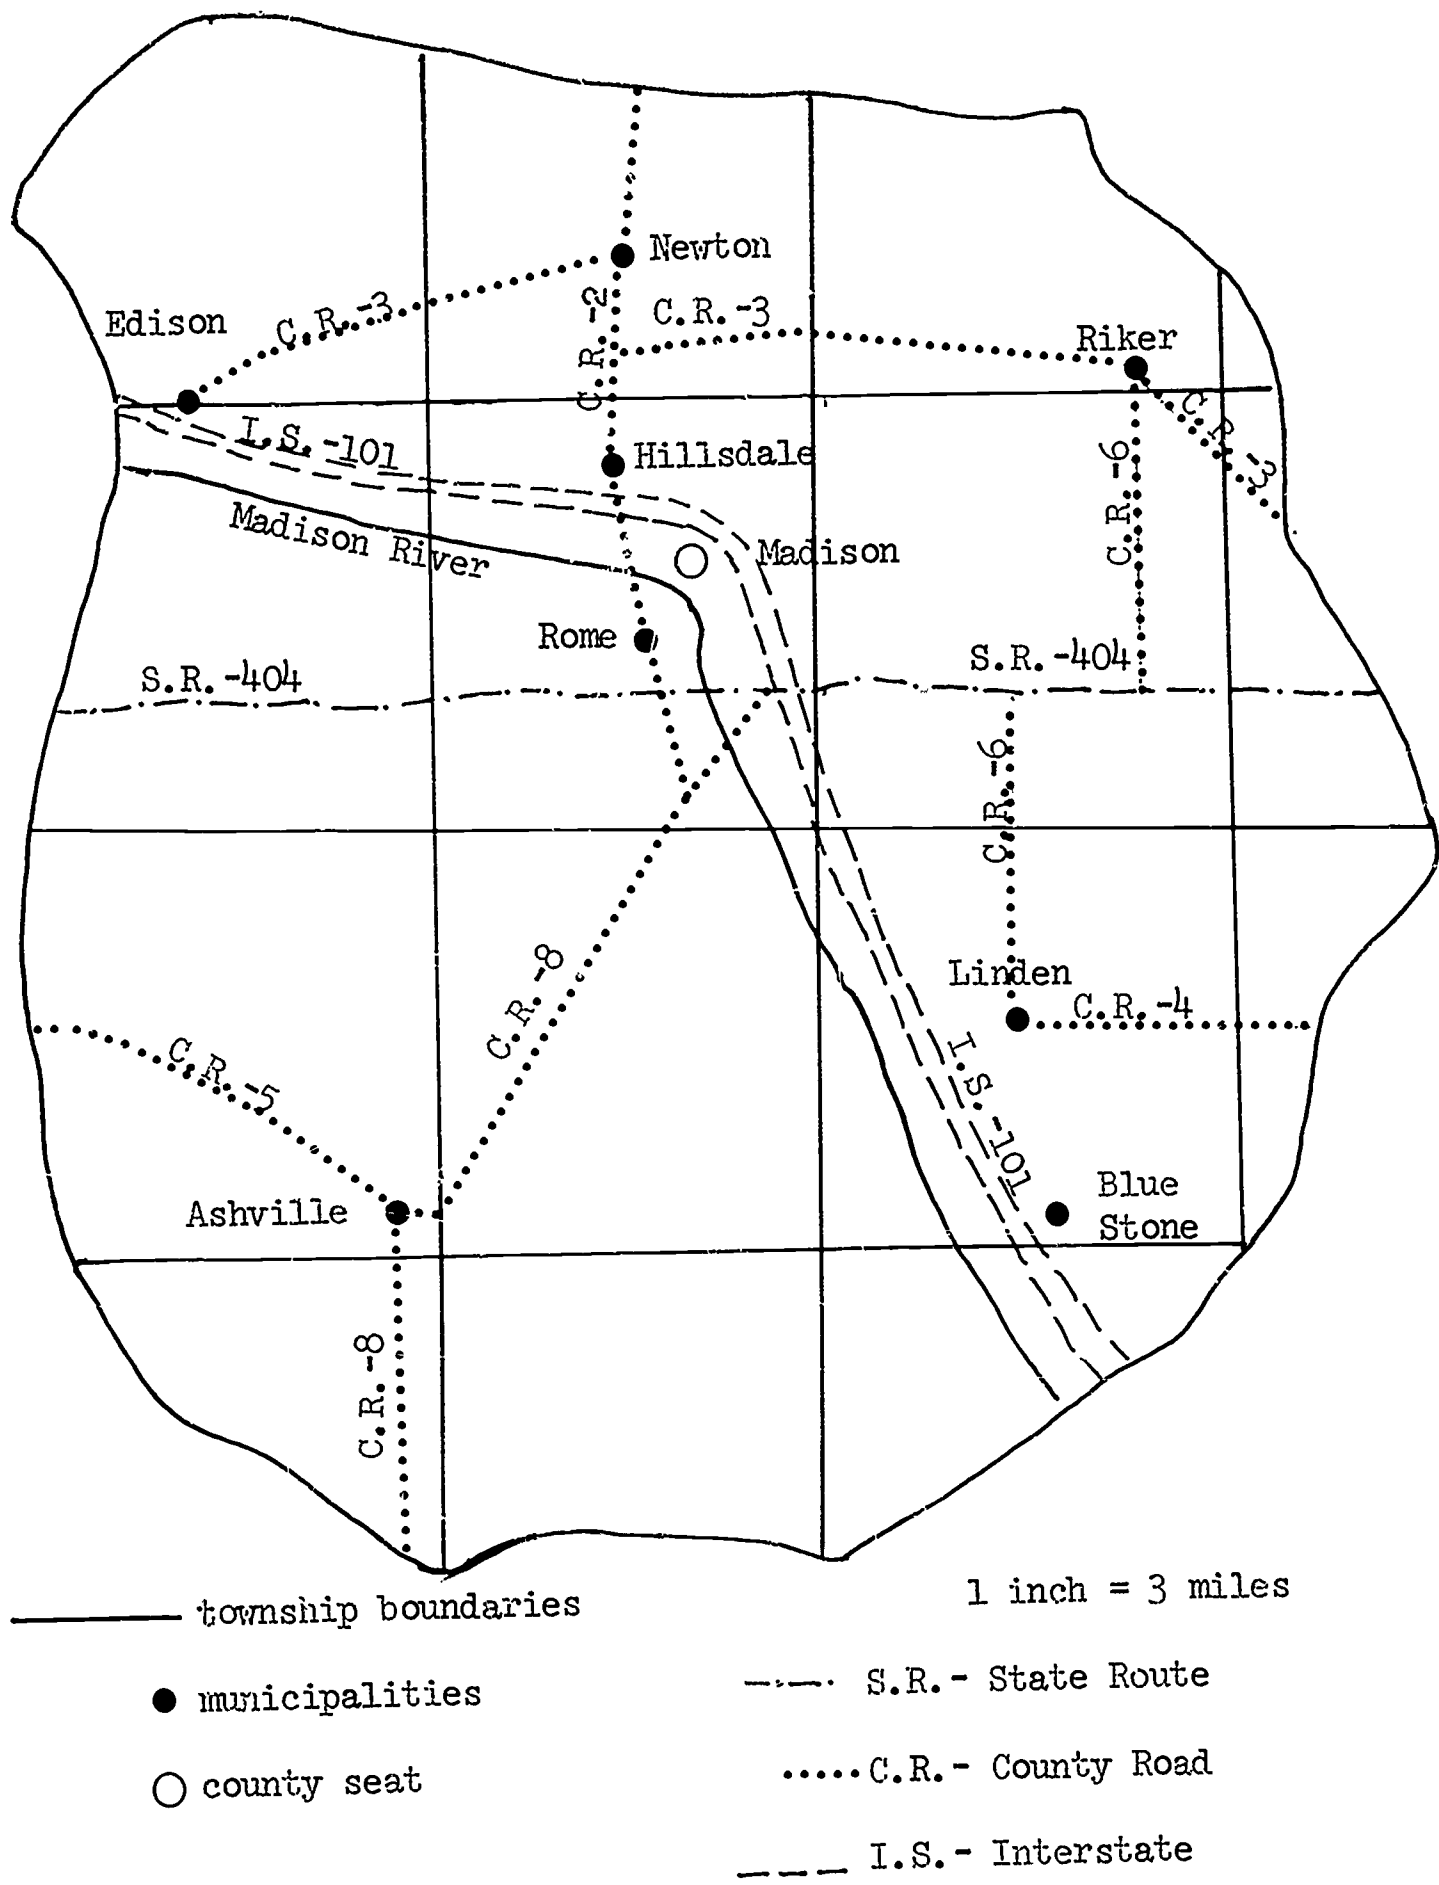 Newton
C.R.-3
C.R.-2
C.R.-3
Edison
Riker
C.R.-3
I.S.-101
Hillsdale
C.R.-6
Madison River
Madison
Rome
S.R.-404
S.R.-404
C.R.-6
C.R.-8
Linden
C.R.-4
C.R.-5
I.S.-101
Ashville
Blue
Stone
C.R.-8
township boundaries
1 inch = 3 miles
municipalities
S.R.- State Route
county seat
C.R.- County Road
I.S.- Interstate